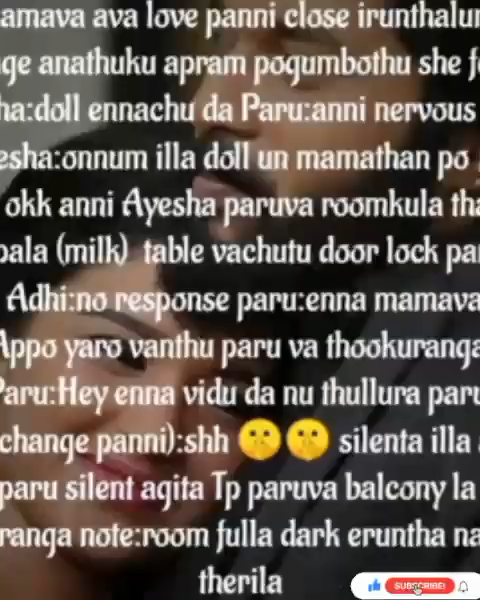 amava ava love panni close irunthalum
ge anathuku apram pogumbothu she fe
ha:doll ennachu da Paru:anni nervous
esha:onnum illa doll un mamathan po
okk anni Ayesha paruva roomkula tha
pala (milk) table vachutu door lock pa
Adhi:no response paru:enna mamava
Appo yaro vanthu paru va thookuranga
Paru:Hey enna vidu da nu thullura paru
change panni):shh 🤫🤫 silenta illa
paru silent agita Tp paruva balcony la
ranga note:room fulla dark eruntha na
therila
SUBSCRIBE!